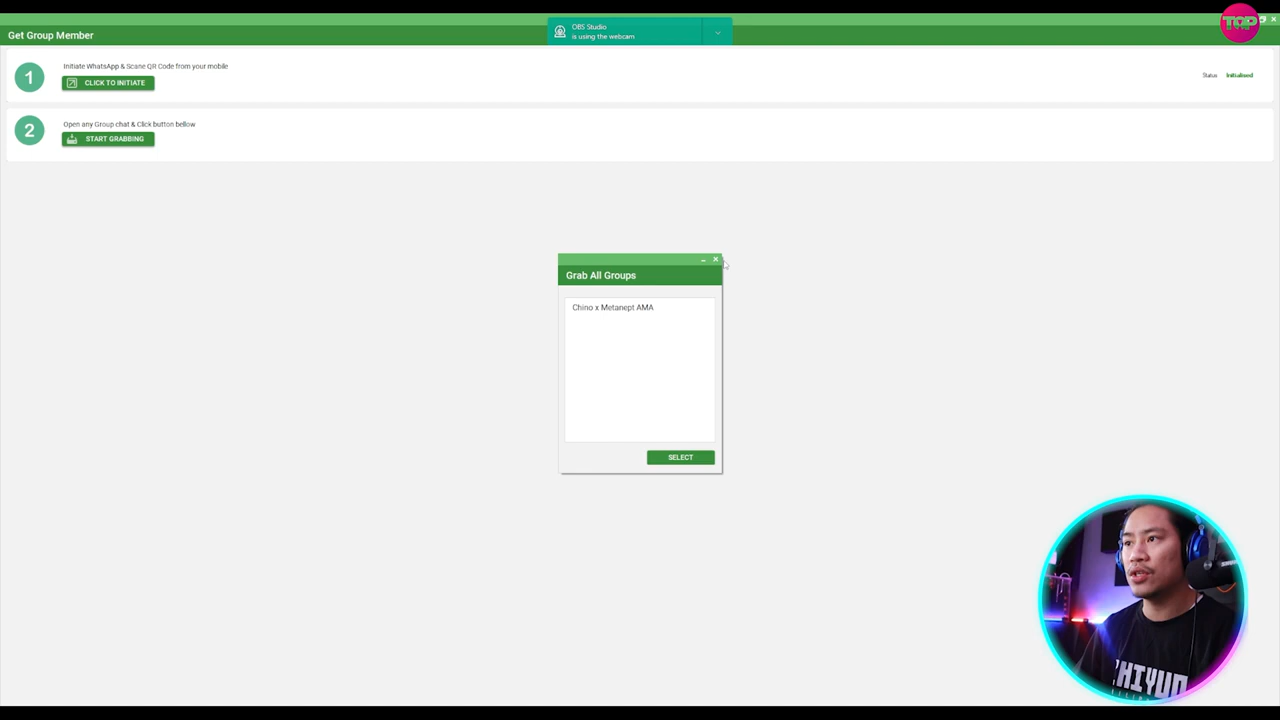 TOP
OBS Studio
is using the webcam
Get Group Member
1
Initiate WhatsApp & Scane QR Code from your mobile
CLICK TO INITIATE
Status
Initialised
2
Open any Group chat & Click button bellow
START GRABBING
Grab All Groups
Chino x Metanept AMA
SELECT